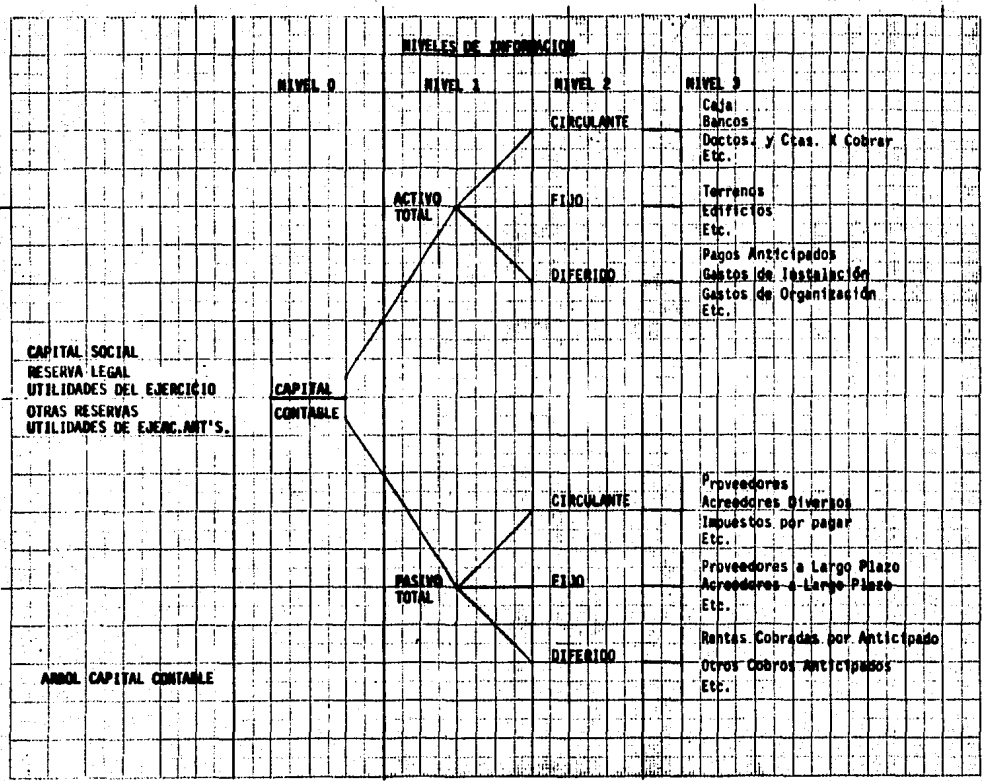 NIVELES DE INFORMACION
NIVEL 0 NIVEL 1 NIVEL 2 NIVEL 3
CIRCULANTE
Caja
Bancos
Doctos. y Ctas. X Cobrar
Etc.
ACTIVO
TOTAL
FIJO
Terrenos
Edificios
Etc.
DIFERIDO
Pagos Anticipados
Gastos de Instalación
Gastos de Organización
Etc.
CAPITAL SOCIAL
RESERVA LEGAL
UTILIDADES DEL EJERCICIO
OTRAS RESERVAS
UTILIDADES DE EJERC.ANT'S.
CAPITAL
CONTABLE
CIRCULANTE
Proveedores
Acreedores Diversos
Impuestos por pagar
Etc.
PASIVO
TOTAL
FIJO
Proveedores a Largo Plazo
Acreedores a Largo Plazo
Etc.
DIFERIDO
Rentas Cobradas por Anticipado
Otros Cobros Anticipados
Etc.
ARBOL CAPITAL CONTABLE